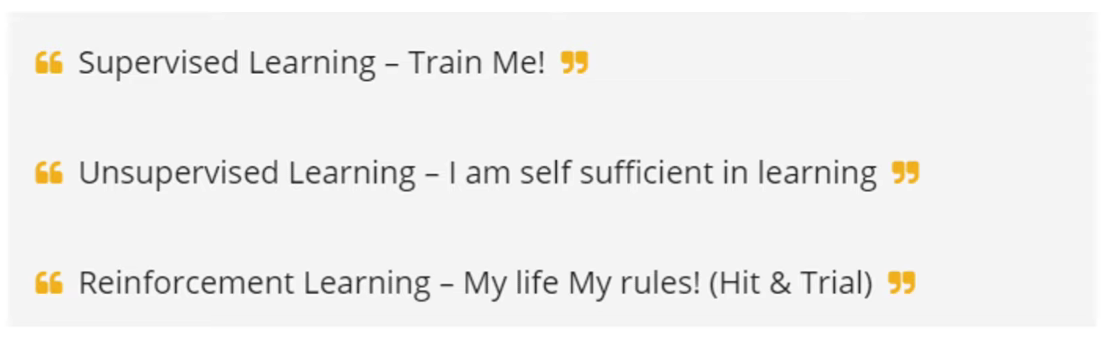 ❝ Supervised Learning – Train Me! ❞
❝ Unsupervised Learning – I am self sufficient in learning ❞
❝ Reinforcement Learning – My life My rules! (Hit & Trial) ❞